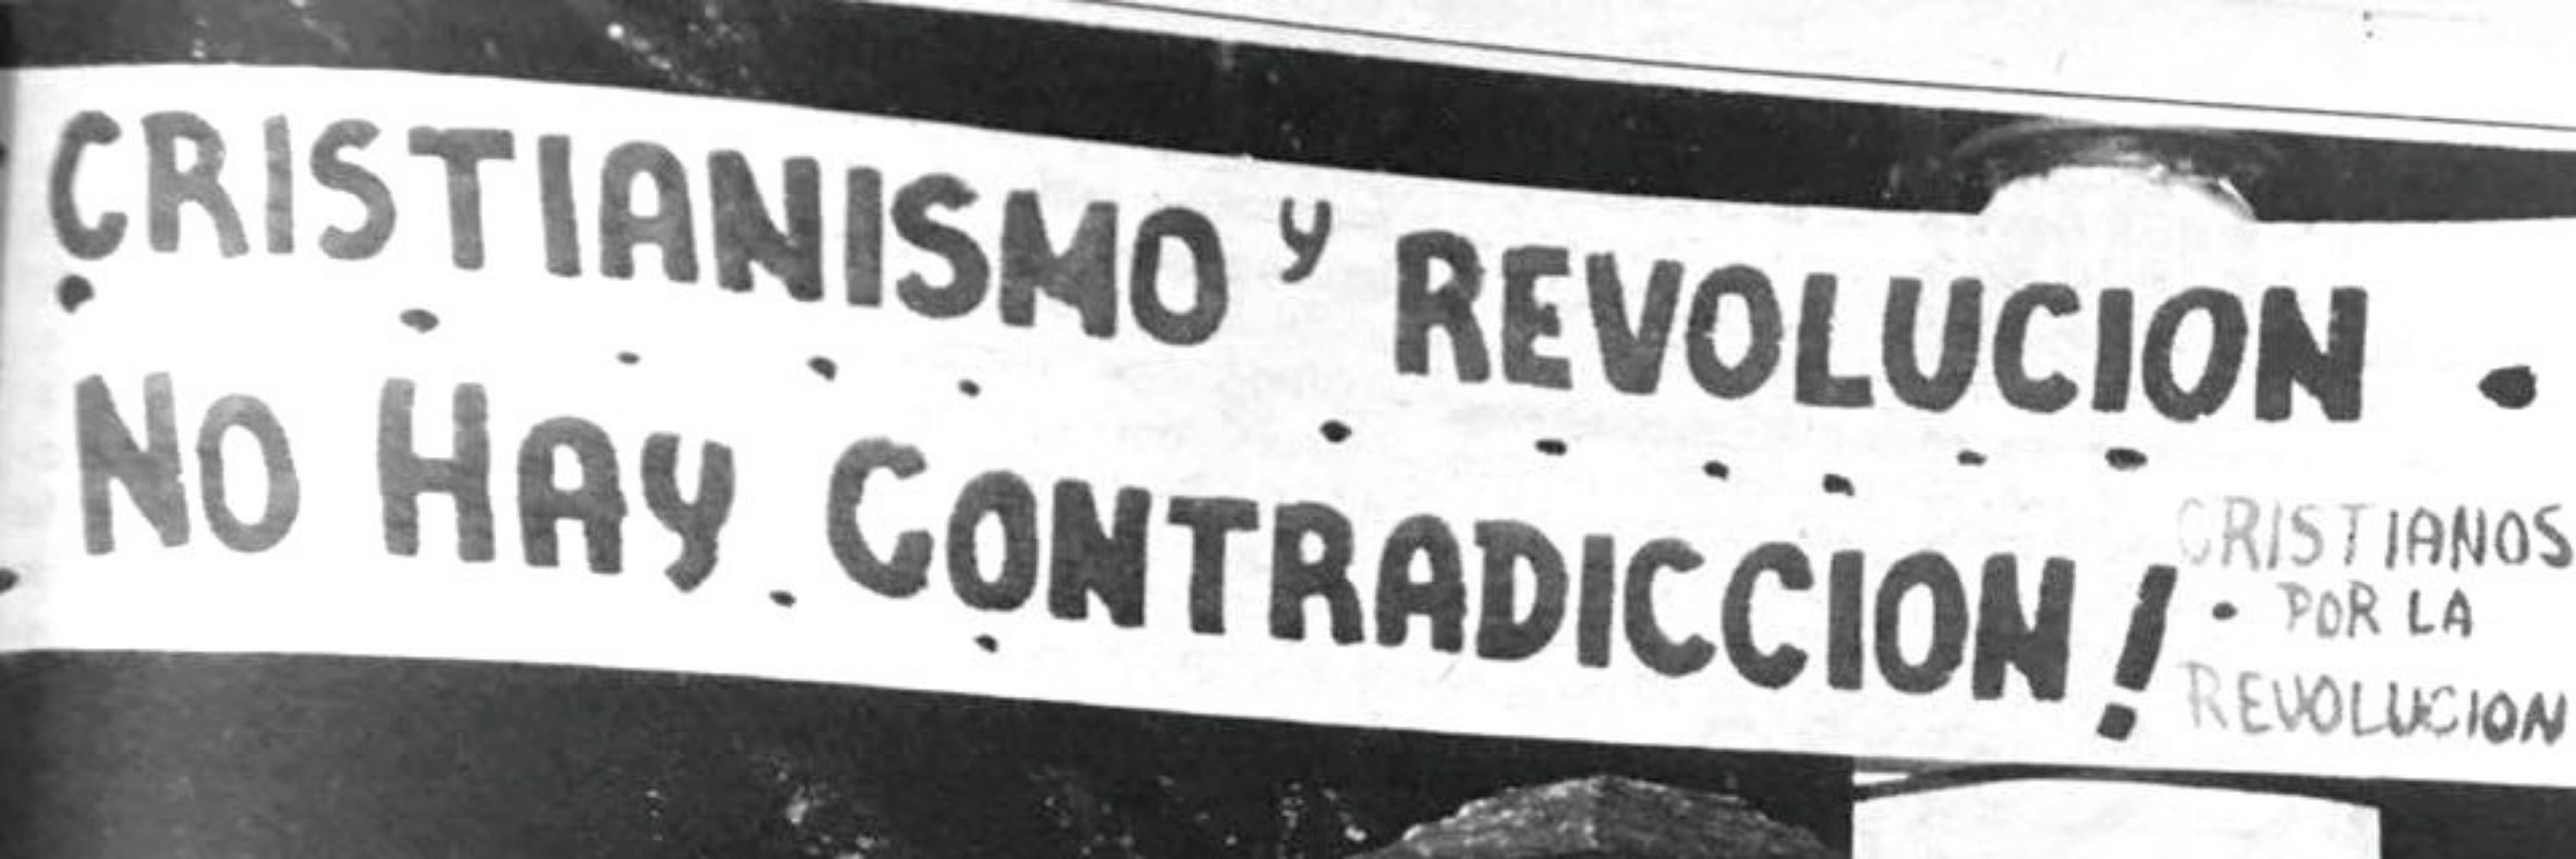 CRISTIANISMO y REVOLUCION
NO HAY CONTRADICCION!
CRISTIANOS
POR LA
REVOLUCION